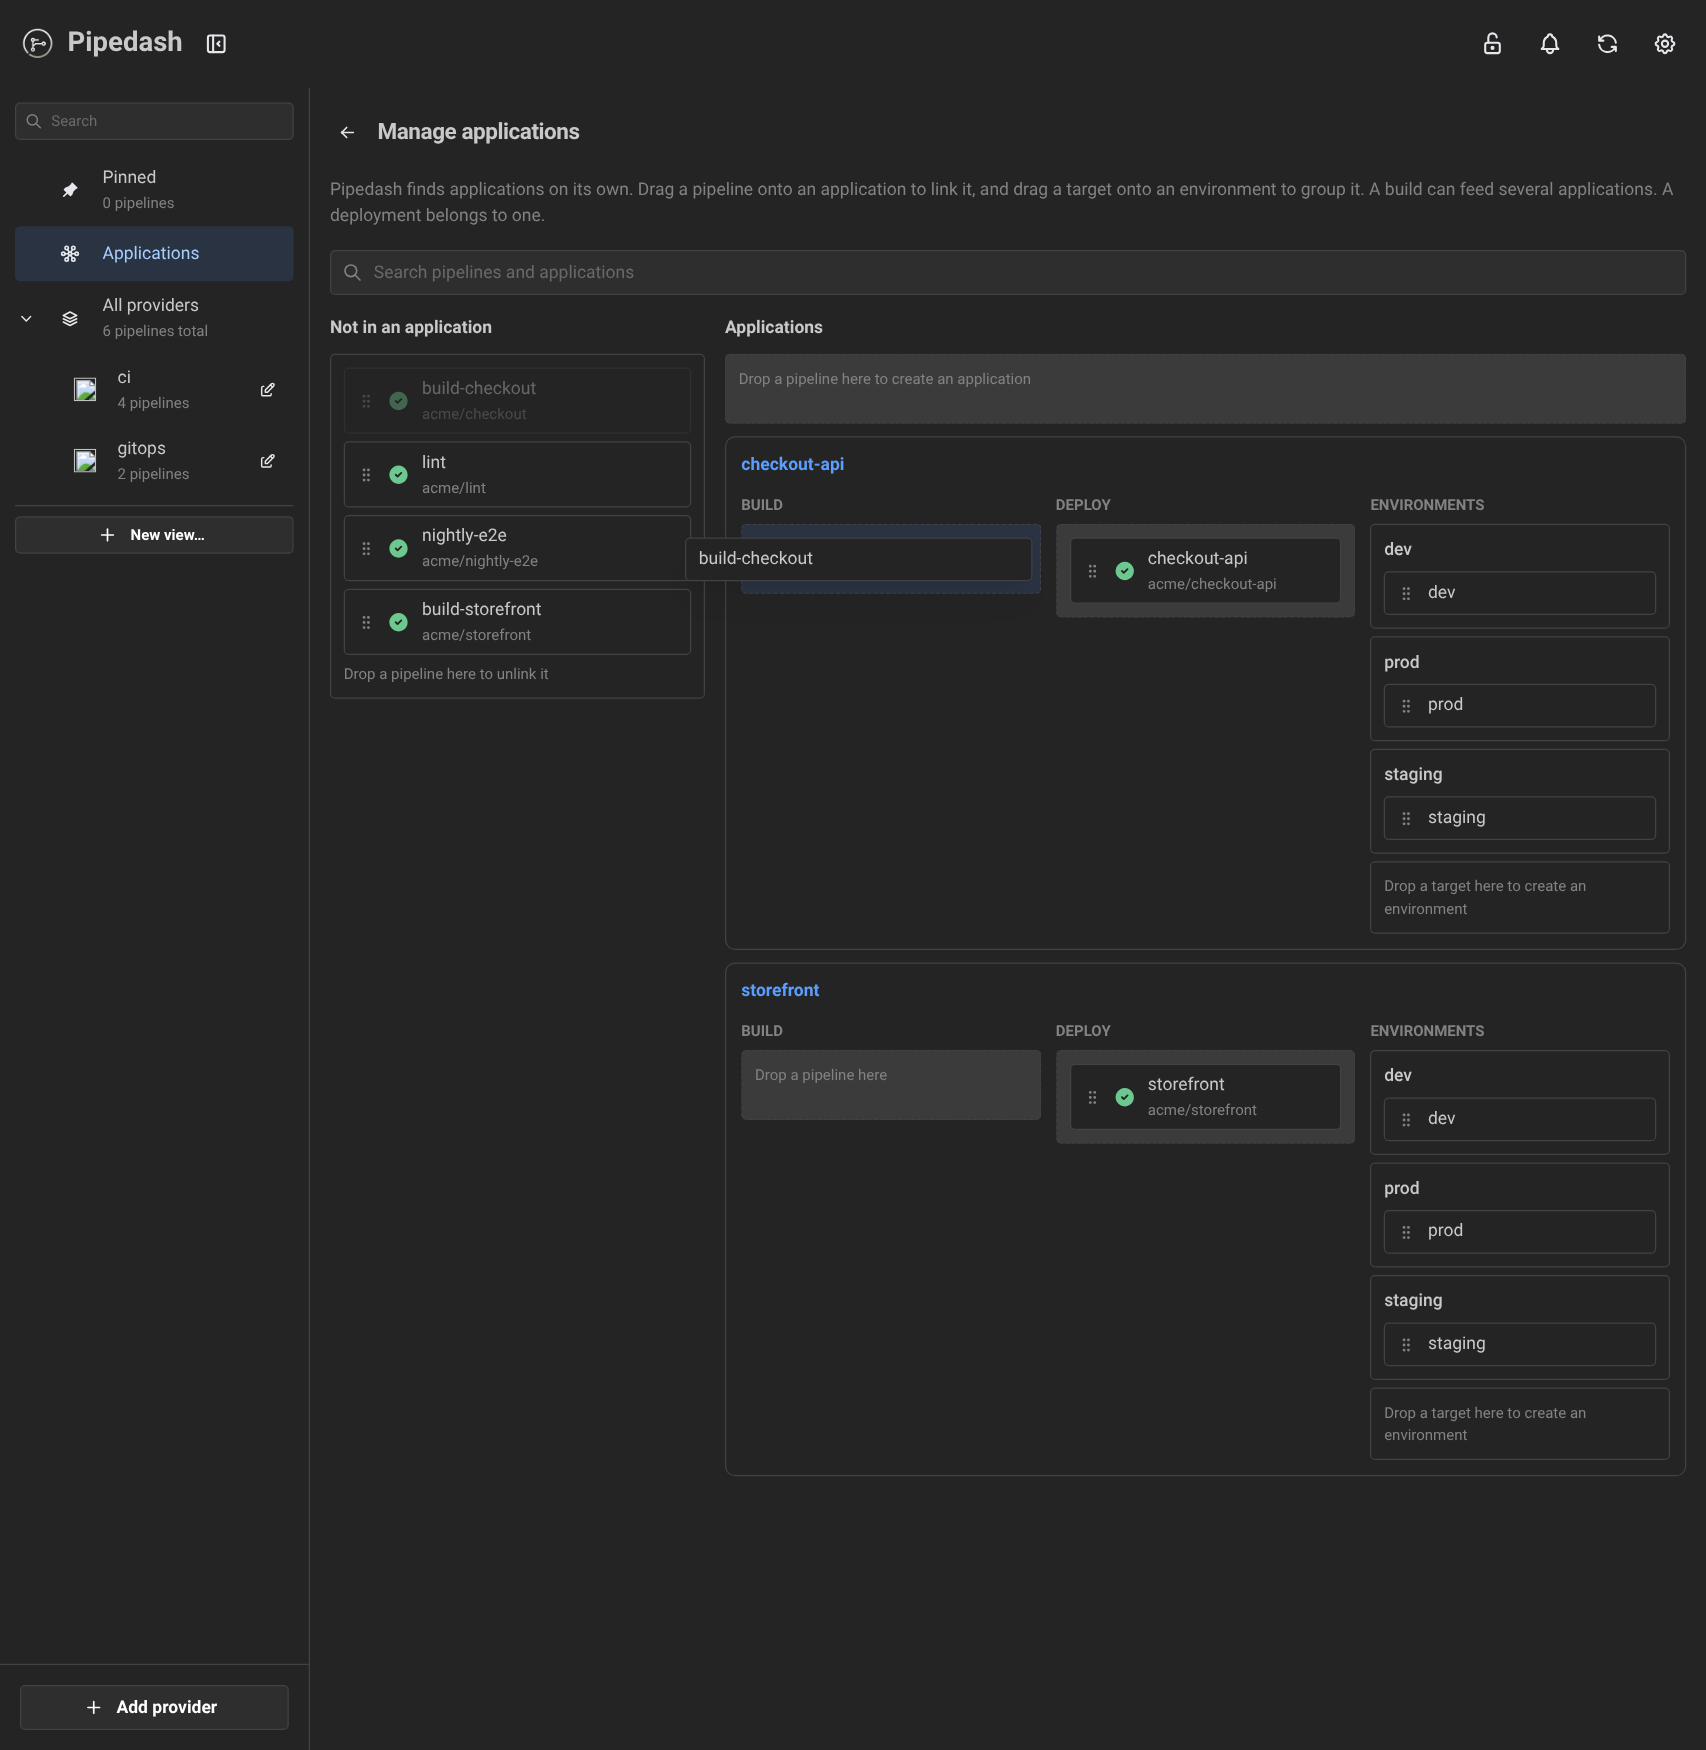 Pipedash
Search
Pinned
0 pipelines
Applications
All providers
6 pipelines total
ci
4 pipelines
gitops
2 pipelines
New view...
Add provider
Manage applications
Pipedash finds applications on its own. Drag a pipeline onto an application to link it, and drag a target onto an environment to group it. A build can feed several applications. A
deployment belongs to one.
Search pipelines and applications
Not in an application
build-checkout
acme/checkout
lint
acme/lint
nightly-e2e
acme/nightly-e2e
build-storefront
acme/storefront
Drop a pipeline here to unlink it
Applications
Drop a pipeline here to create an application
checkout-api
BUILD
build-checkout
DEPLOY
checkout-api
acme/checkout-api
ENVIRONMENTS
dev
dev
prod
prod
staging
staging
Drop a target here to create an
environment
storefront
BUILD
Drop a pipeline here
DEPLOY
storefront
acme/storefront
ENVIRONMENTS
dev
dev
prod
prod
staging
staging
Drop a target here to create an
environment